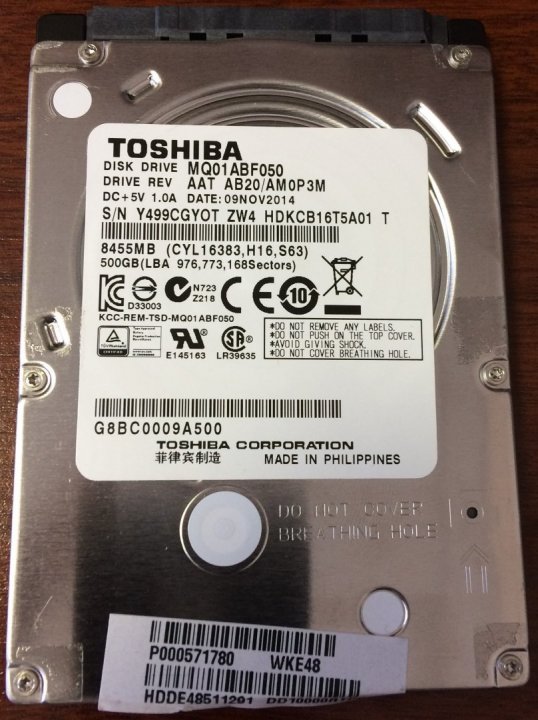 TOSHIBA
DISK DRIVE MQ01ABF050
DRIVE REV AAT AB20/AM0P3M
DC+5V 1.0A DATE:09NOV2014
S/N Y499CGYOT ZW4 HDKCB16T5A01 T
8455MB (CYL16383,H16,S63)
500GB(LBA 976,773,168Sectors)
D33003
N723
Z218
10
KCC-REM-TSD-MQ01ABF050
E145163
LR39635
*DO NOT REMOVE ANY LABELS.
*DO NOT PUSH ON THE TOP COVER.
*AVOID GIVING SHOCK.
*DO NOT COVER BREATHING HOLE.
G8BC0009A500
TOSHIBA CORPORATION
菲律宾制造 MADE IN PHILIPPINES
DO NOT COVER
BREATHING HOLE
P000571780 WKE48
HDDE48511291